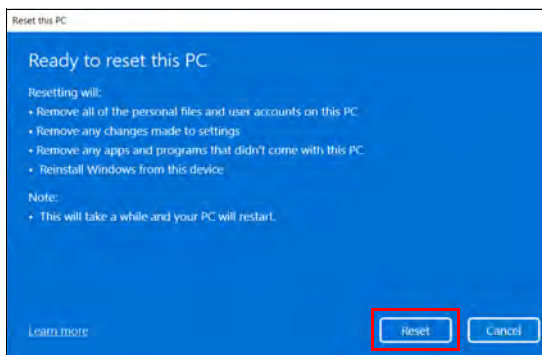 Reset this PC
Ready to reset this PC
Resetting will:
• Remove all of the personal files and user accounts on this PC
• Remove any changes made to settings
• Remove any apps and programs that didn't come with this PC
• Reinstall Windows from this device
Note:
• This will take a while and your PC will restart.
Learn more
Reset
Cancel